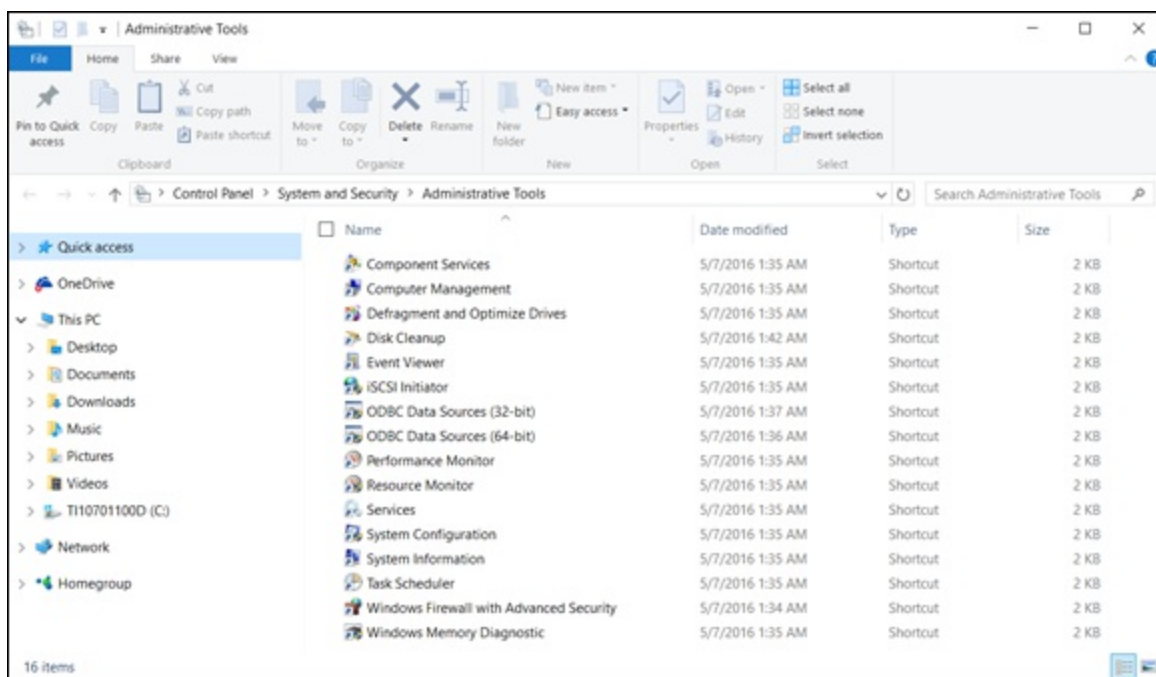 Administrative Tools
File Home Share View
Pin to Quick access
Copy
Paste
Cut
Copy path
Paste shortcut
Clipboard
Move to
Copy to
Delete
Rename
Organize
New folder
New item
Easy access
New
Properties
Open
Edit
History
Open
Select all
Select none
Invert selection
Select
Control Panel > System and Security > Administrative Tools
Search Administrative Tools
Name Date modified Type Size
Quick access
OneDrive
This PC
Desktop
Documents
Downloads
Music
Pictures
Videos
TI10701100D (C:)
Network
Homegroup
Component Services 5/7/2016 1:35 AM Shortcut 2 KB
Computer Management 5/7/2016 1:35 AM Shortcut 2 KB
Defragment and Optimize Drives 5/7/2016 1:35 AM Shortcut 2 KB
Disk Cleanup 5/7/2016 1:42 AM Shortcut 2 KB
Event Viewer 5/7/2016 1:35 AM Shortcut 2 KB
iSCSI Initiator 5/7/2016 1:35 AM Shortcut 2 KB
ODBC Data Sources (32-bit) 5/7/2016 1:37 AM Shortcut 2 KB
ODBC Data Sources (64-bit) 5/7/2016 1:36 AM Shortcut 2 KB
Performance Monitor 5/7/2016 1:35 AM Shortcut 2 KB
Resource Monitor 5/7/2016 1:35 AM Shortcut 2 KB
Services 5/7/2016 1:35 AM Shortcut 2 KB
System Configuration 5/7/2016 1:35 AM Shortcut 2 KB
System Information 5/7/2016 1:35 AM Shortcut 2 KB
Task Scheduler 5/7/2016 1:35 AM Shortcut 2 KB
Windows Firewall with Advanced Security 5/7/2016 1:34 AM Shortcut 2 KB
Windows Memory Diagnostic 5/7/2016 1:35 AM Shortcut 2 KB
16 items